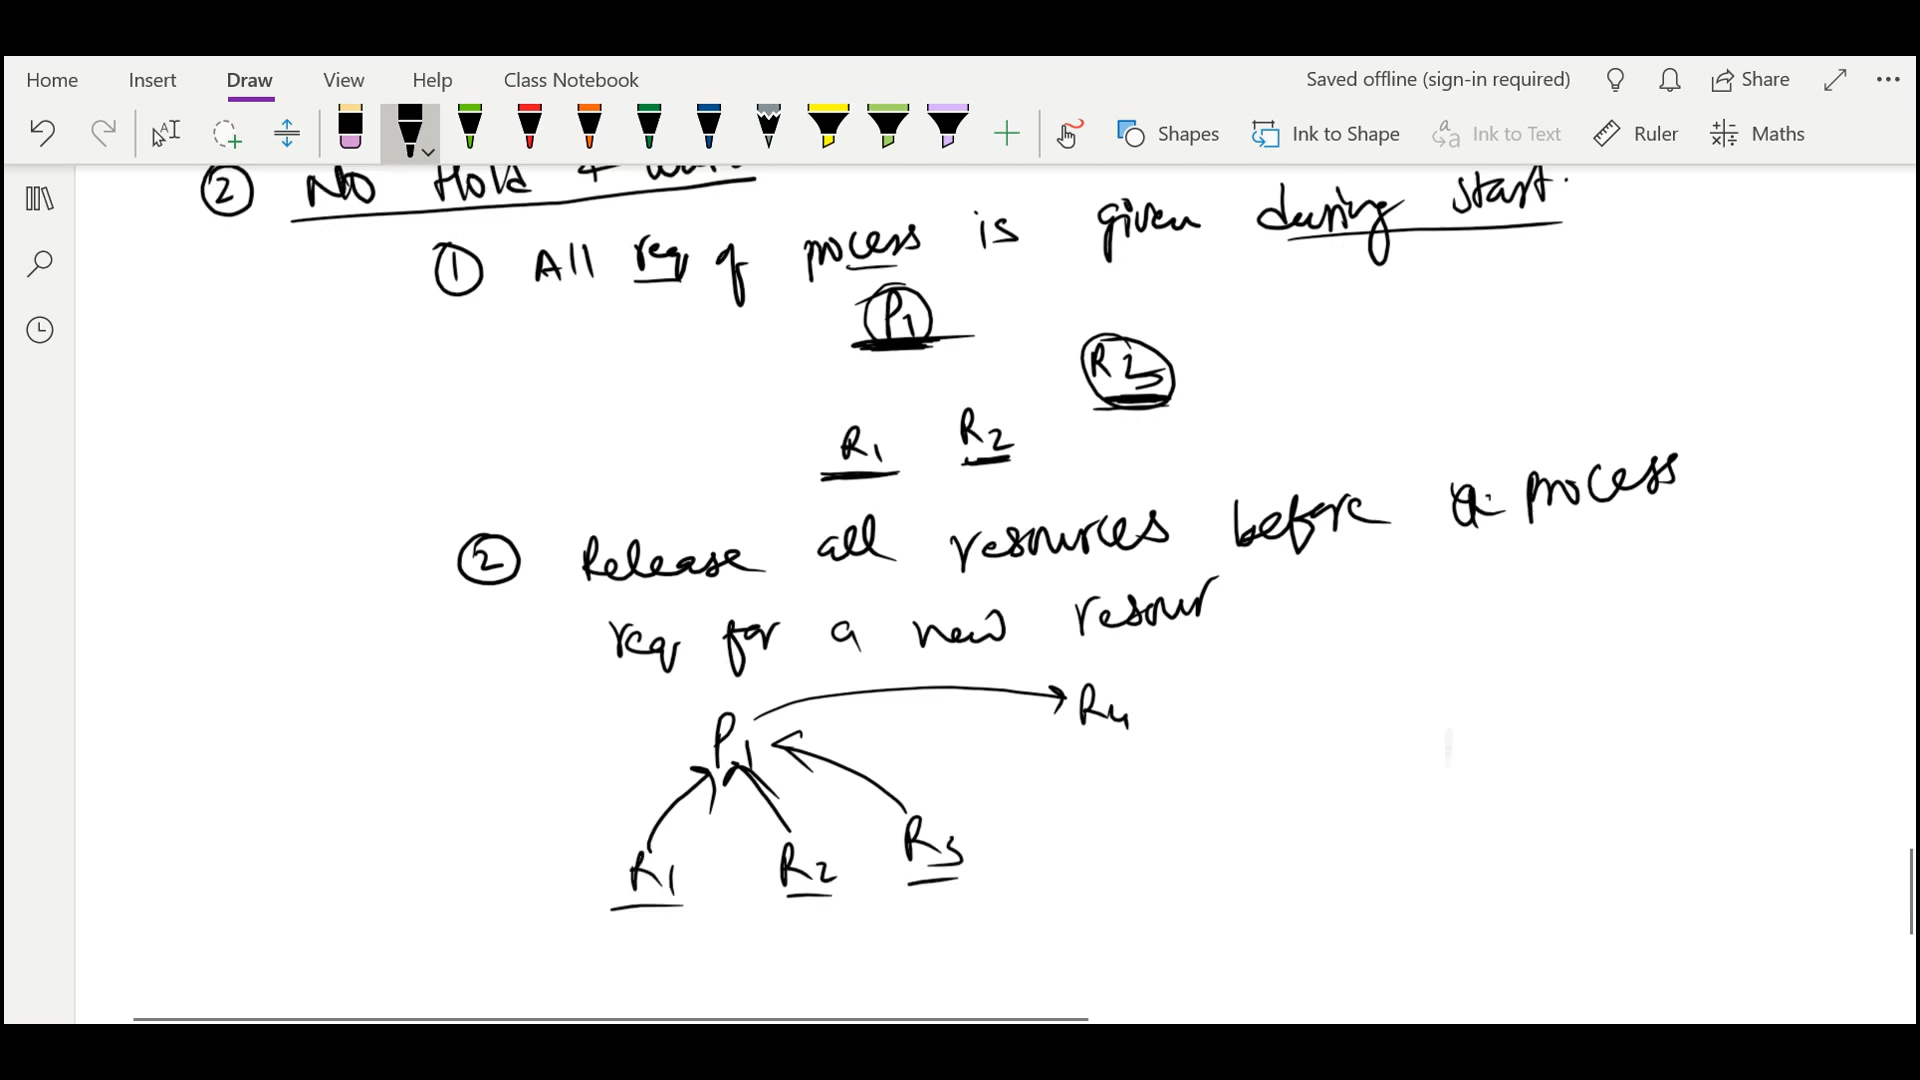 Home Insert Draw View Help Class Notebook Saved offline (sign-in required) Share
Shapes Ink to Shape Ink to Text Ruler Maths
② No Hold & wait
① All req of process is given during start.
P1
R1 R2
② Release all resources before a process
req for a new resour
P1 R4
R1 R2 R3